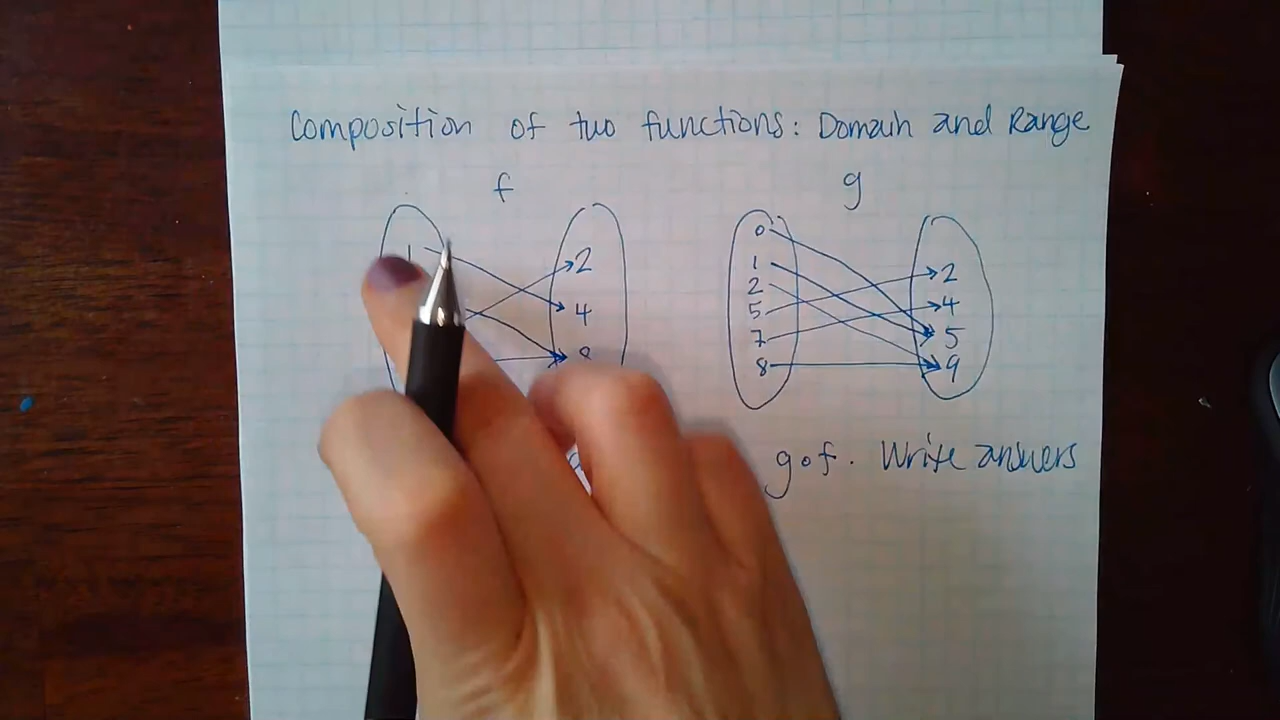 Composition of two functions: Domain and Range
f g
1 2 4
0 1 2 5 7 8 2 4 5 9
g∘f. Write answers